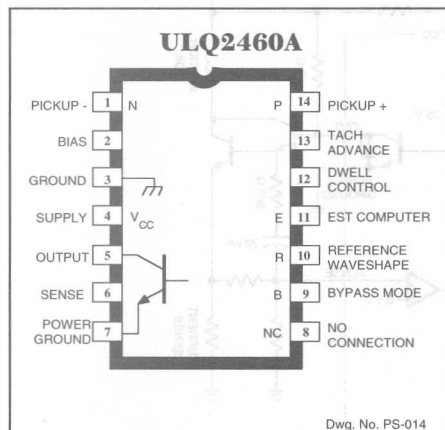 ULQ2460A
PICKUP - 1 N P 14 PICKUP +
BIAS 2 13 TACH ADVANCE
GROUND 3 12 DWELL CONTROL
SUPPLY 4 VCC E 11 EST COMPUTER
OUTPUT 5 R 10 REFERENCE WAVESHAPE
SENSE 6 B 9 BYPASS MODE
POWER GROUND 7 NC 8 NO CONNECTION
Dwg. No. PS-014